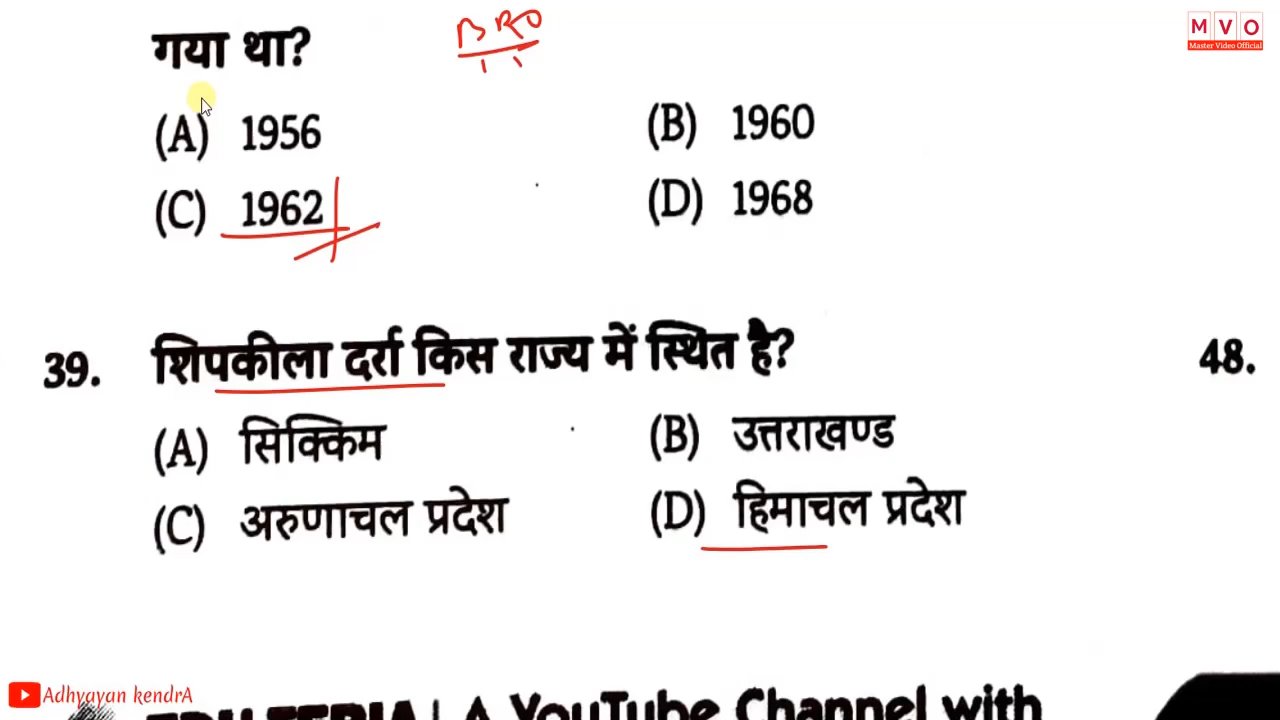 गया था?
BRO
M V O
Master Video Official
(A) 1956
(B) 1960
(C) 1962
(D) 1968
39. शिपकीला दर्रा किस राज्य में स्थित है?
48.
(A) सिक्किम
(B) उत्तराखण्ड
(C) अरुणाचल प्रदेश
(D) हिमाचल प्रदेश
Adhyayan kendrA
A YouTube Channel with